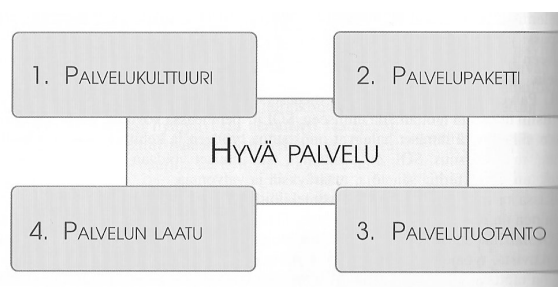 1. PALVELUKULTTUURI
2. PALVELUPAKETTI
HYVÄ PALVELU
4. PALVELUN LAATU
3. PALVELUTUOTANTO